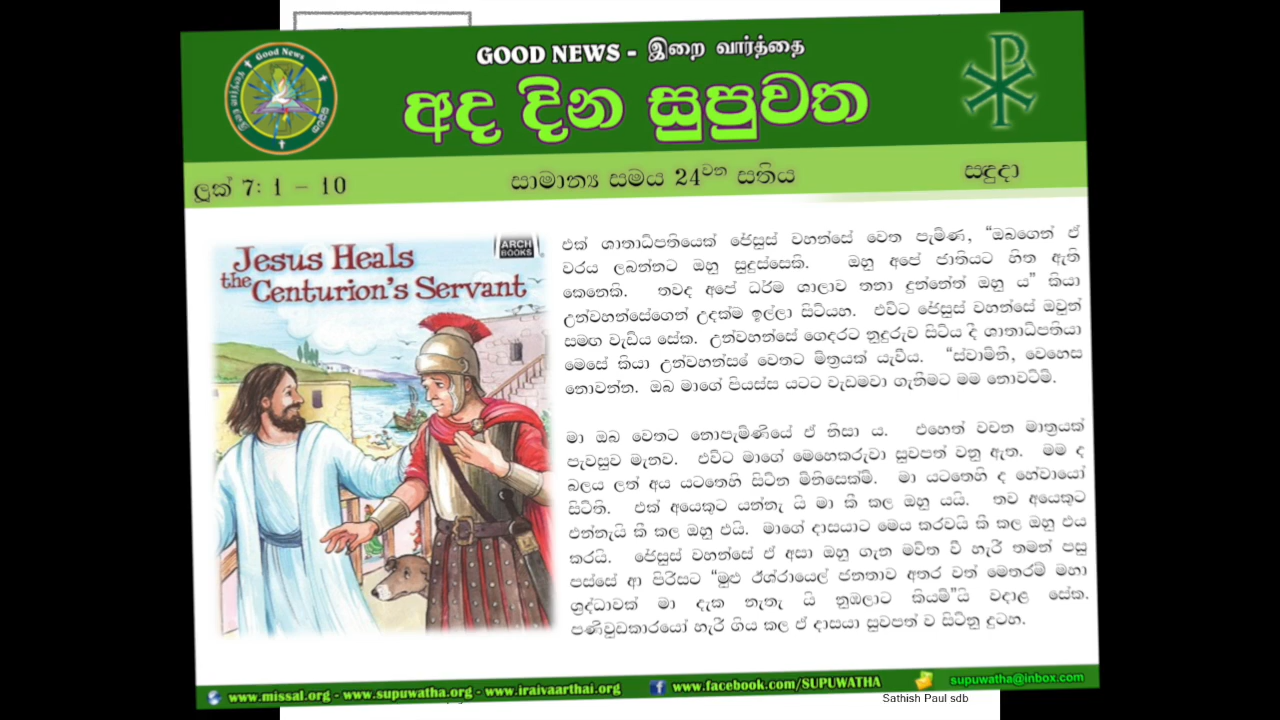 GOOD NEWS - இறை வார்த்தை
අද දින සුපුවත
ලූක් 7: 1 – 10
සාමාන්‍ය සමය 24වන සතිය
සඳුදා
Good News
Jesus Heals
the Centurion's Servant
ARCH BOOKS
එක් ශාතාධිපතියෙක් ජේසුස් වහන්සේ වෙත පැමිණ, “ඔබගෙන් ඒ
වරය ලබන්නට ඔහු සුදුස්සෙකි. ඔහු අපේ ජාතියට හිත ඇති
කෙනෙකි. තවද අපේ ධර්ම ශාලාව තනා දුන්නේත් ඔහු ය” කියා
උන්වහන්සේගෙන් උදක්ම ඉල්ලා සිටියහ. එවිට ජේසුස් වහන්සේ ඔවුන්
සමඟ වැඩිය සේක. උන්වහන්සේ ගෙදරට නුදුරුව සිටිය දී ශාතාධිපතියා
මෙසේ කියා උන්වහන්සේ වෙතට මිත්‍රයක් යැවීය. “ස්වාමිනී, වෙහෙස
නොවන්න. ඔබ මාගේ පියස්ස යටට වැඩමවා ගැනීමට මම නොවටිමි.
මා ඔබ වෙතට නොපැමිණියේ ඒ නිසා ය. එහෙත් වචන මාත්‍රයක්
පැවසුව මැනව. එවිට මාගේ මෙහෙකරුවා සුවපත් වනු ඇත. මම ද
බලය ලත් අය යටතෙහි සිටින මිනිසෙක්මි. මා යටතෙහි ද හේවායෝ
සිටිති. එක් අයෙකුට යන්නැ යි මා කී කල ඔහු යයි. තව අයෙකුට
එන්නැයි කී කල ඔහු එයි. මාගේ දාසයාට මෙය කරවයි කී කල ඔහු එය
කරයි. ජේසුස් වහන්සේ ඒ අසා ඔහු ගැන මවිත වී හැරී තමන් පසු
පස්සේ ආ පිරිසට “මුළු ඊශ්රායෙල් ජනතාව අතර වත් මෙතරම් මහා
ශ්‍රද්ධාවක් මා දැක නැතැ යි නුඹලාට කියමි”යි වදාළ සේක.
පණිවුඩකාරයෝ හැරී ගිය කල ඒ දාසයා සුවපත් ව සිටිනු දුටහ.
www.missal.org - www.supuwatha.org - www.iraivaarthai.org
www.facebook.com/SUPUWATHA
supuwatha@inbox.com
Sathish Paul sdb